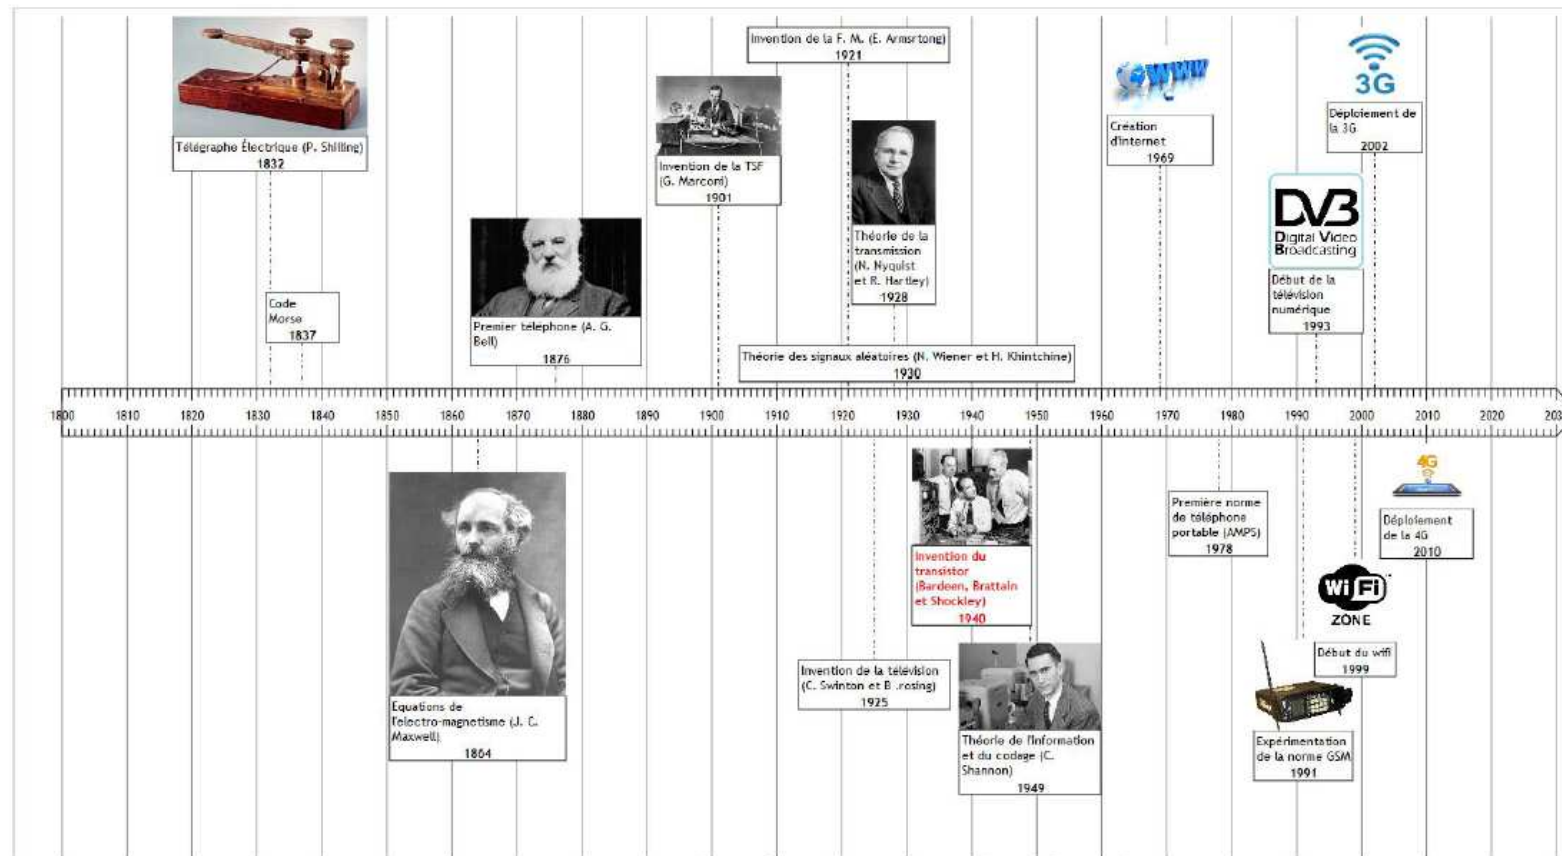 Télégraphe Électrique (P. Shilling)
1832
Code
Morse
1837
Premier téléphone (A. G.
Bell)
1876
Invention de la TSF
(G. Marconi)
1901
Invention de la F. M. (E. Armsrtong)
1921
Théorie de la
transmission
(N. Nyquist
et R. Hartley)
1928
Théorie des signaux aléatoires (N. Wiener et H. Khintchine)
1930
www
Création
d'internet
1969
DVB
Digital Video
Broadcasting
Début de la
télévision
numérique
1993
3G
Déploiement de
la 3G
2002
1800 1810 1820 1830 1840 1850 1860 1870 1880 1890 1900 1910 1920 1930 1940 1950 1960 1970 1980 1990 2000 2010 2020 203
Equations de
l'electro-magnetisme (J. C.
Maxwell)
1864
Invention de la télévision
(C. Swinton et B .rosing)
1925
Invention du
transistor
(Bardeen, Brattain
et Shockley)
1940
Théorie de l'information
et du codage (C.
Shannon)
1949
Première norme
de téléphone
portable (AMPS)
1978
Expérimentation
de la norme GSM
1991
Wi Fi
ZONE
Début du wifi
1999
4G
Déploiement
de la 4G
2010